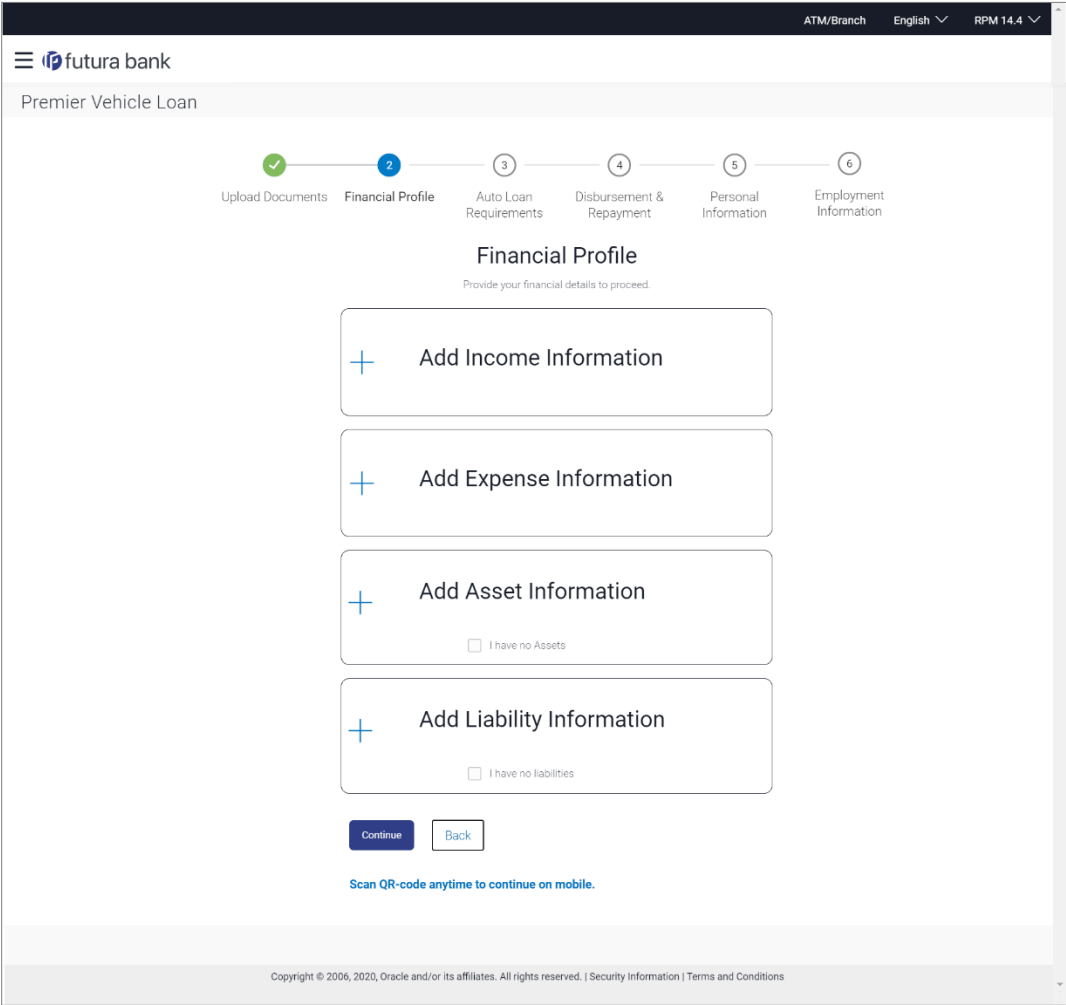 ATM/Branch English RPM 14.4
futura bank
Premier Vehicle Loan
2 3 4 5 6
Upload Documents Financial Profile Auto Loan Requirements Disbursement & Repayment Personal Information Employment Information
Financial Profile
Provide your financial details to proceed.
Add Income Information
Add Expense Information
Add Asset Information
I have no Assets
Add Liability Information
I have no liabilities
Continue Back
Scan QR-code anytime to continue on mobile.
Copyright © 2006, 2020, Oracle and/or its affiliates. All rights reserved. | Security Information | Terms and Conditions